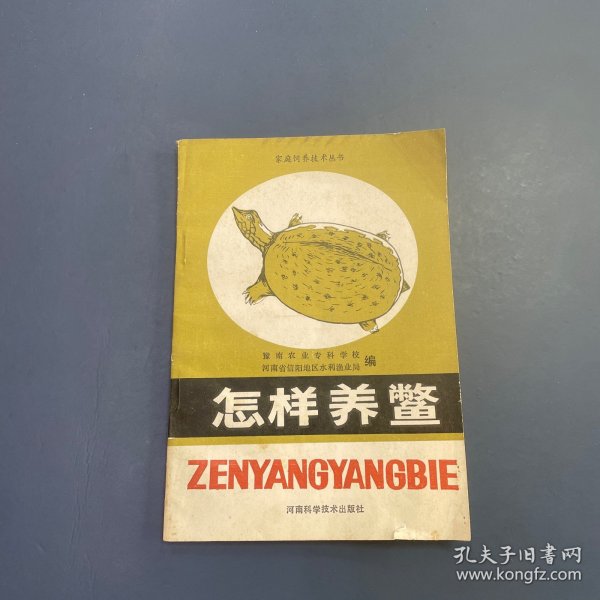 家庭饲养技术丛书
豫南农业专科学校
河南省信阳地区水利渔业局
编
怎样养鳖
ZENYANGYANGBIE
河南科学技术出版社
孔夫子旧书网
www.kongfz.com